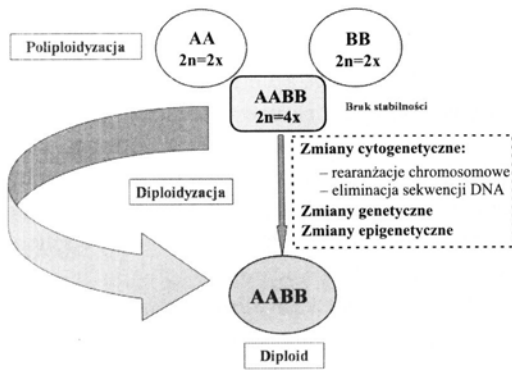 Poliploidyzacja
AA
2n=2x
BB
2n=2x
AABB
2n=4x
Brak stabilności
Zmiany cytogenetyczne:
– rearanżacje chromosomowe
– eliminacja sekwencji DNA
Zmiany genetyczne
Zmiany epigenetyczne
Diploidyzacja
AABB
Diploid